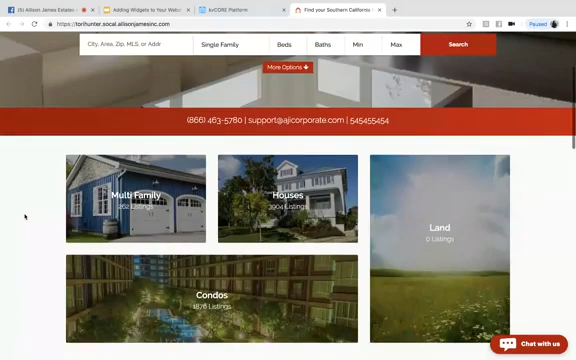 (5) Allison James Estates &
Adding Widgets to Your Websi
kvCORE Platform
Find your Southern California
https://torihunter.socal.allisonjamesinc.com
Paused
City, Area, Zip, MLS, or Addr
Single Family
Beds
Baths
Min
Max
Search
More Options
(866) 463-5780 | support@ajicorporate.com | 545455454
Multi Family
262 Listings
Houses
3904 Listings
Land
0 Listings
Condos
1876 Listings
Chat with us